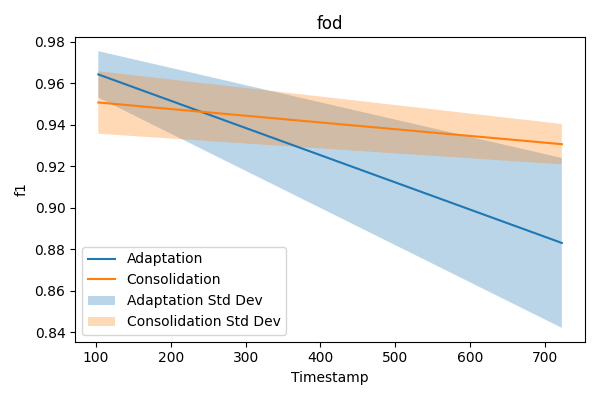 fod
0.98
0.96
0.94
0.92
0.90
0.88
0.86
0.84
f1
Adaptation
Consolidation
Adaptation Std Dev
Consolidation Std Dev
100 200 300 400 500 600 700
Timestamp